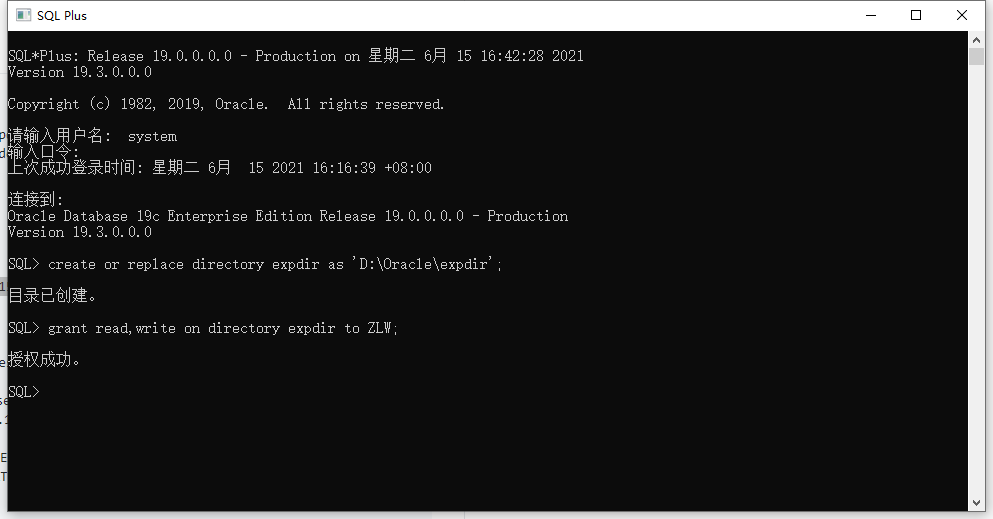 SQL Plus
SQL*Plus: Release 19.0.0.0.0 - Production on 星期二 6月 15 16:42:28 2021
Version 19.3.0.0.0
Copyright (c) 1982, 2019, Oracle.  All rights reserved.
请输入用户名:  system
输入口令:
上次成功登录时间: 星期二 6月  15 2021 16:16:39 +08:00
连接到:
Oracle Database 19c Enterprise Edition Release 19.0.0.0.0 - Production
Version 19.3.0.0.0
SQL> create or replace directory expdir as 'D:\Oracle\expdir';
目录已创建。
SQL> grant read,write on directory expdir to ZLW;
授权成功。
SQL>